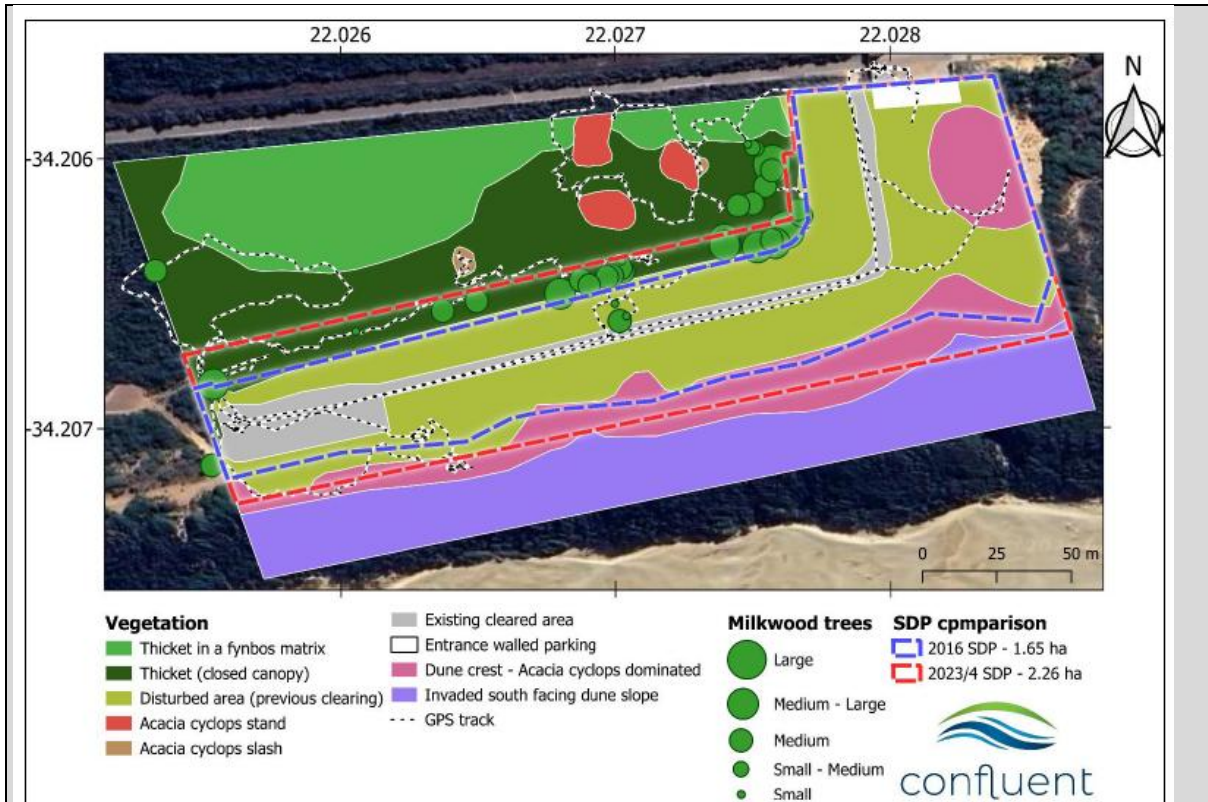 22.026 22.027 22.028
N
-34.206
-34.207
0 25 50 m
Vegetation
Thicket in a fynbos matrix
Thicket (closed canopy)
Disturbed area (previous clearing)
Acacia cyclops stand
Acacia cyclops slash
Existing cleared area
Entrance walled parking
Dune crest - Acacia cyclops dominated
Invaded south facing dune slope
GPS track
Milkwood trees
Large
Medium - Large
Medium
Small - Medium
Small
SDP cpmparison
2016 SDP - 1.65 ha
2023/4 SDP - 2.26 ha
confluent